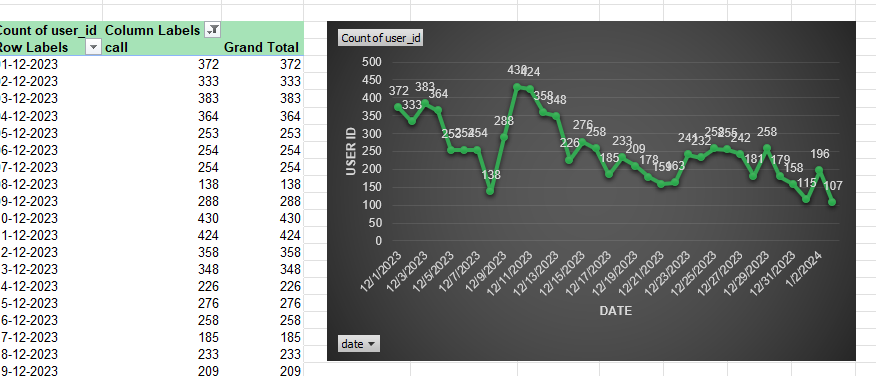 Count of user_id Column Labels
Row Labels call Grand Total
1-12-2023 372 372
2-12-2023 333 333
3-12-2023 383 383
4-12-2023 364 364
5-12-2023 253 253
6-12-2023 254 254
7-12-2023 254 254
8-12-2023 138 138
9-12-2023 288 288
0-12-2023 430 430
1-12-2023 424 424
2-12-2023 358 358
3-12-2023 348 348
4-12-2023 226 226
5-12-2023 276 276
6-12-2023 258 258
7-12-2023 185 185
8-12-2023 233 233
9-12-2023 209 209
Count of user_id
500
450
400
350
300
250
200
150
100
50
0
USER ID
372 333 383 364 253 254 254 138 288 430 424 358 348 226 276 258 185 233 209 178 159 163 241 232 258 255 242 181 258 179 158 115 196 107
12/1/2023 12/3/2023 12/5/2023 12/7/2023 12/9/2023 12/11/2023 12/13/2023 12/15/2023 12/17/2023 12/19/2023 12/21/2023 12/23/2023 12/25/2023 12/27/2023 12/29/2023 12/31/2023 1/2/2024
DATE
date